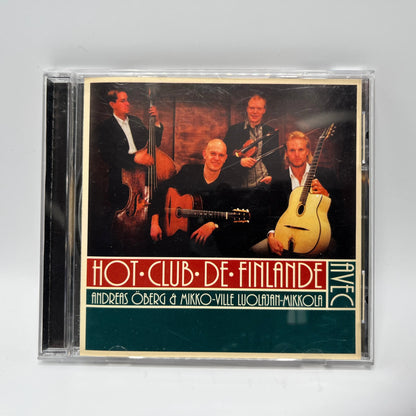 HOT·CLUB·DE·FINLANDE
AVEC
ANDREAS ÖBERG & MIKKO-VILLE LUOLAJAN-MIKKOLA